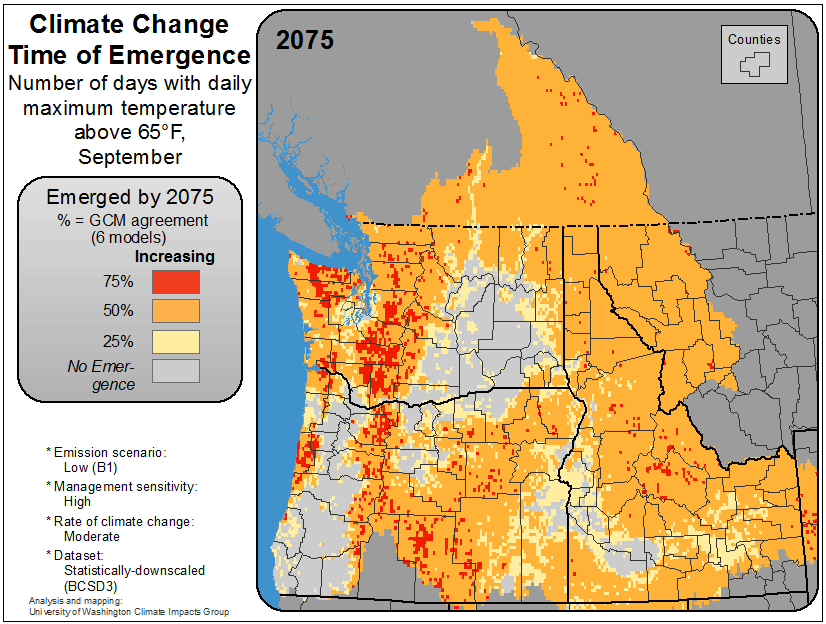 Climate Change
Time of Emergence
Number of days with daily
maximum temperature
above 65°F,
September
Emerged by 2075
% = GCM agreement
(6 models)
Increasing
75%
50%
25%
No Emer-
gence
* Emission scenario:
Low (B1)
* Management sensitivity:
High
* Rate of climate change:
Moderate
* Dataset:
Statistically-downscaled
(BCSD3)
Analysis and mapping:
University of Washington Climate Impacts Group
2075
Counties